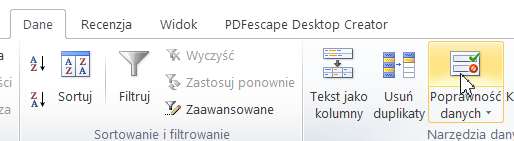 Dane Recenzja Widok PDFescape Desktop Creator
Sortuj
Filtruj
Wyczyść
Zastosuj ponownie
Zaawansowane
Sortowanie i filtrowanie
Tekst jako
kolumny
Usuń
duplikaty
Poprawność
danych
Narzędzia